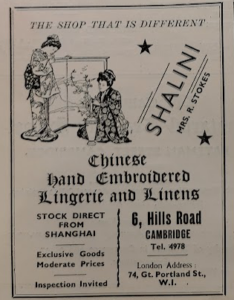 THE SHOP THAT IS DIFFERENT
SHALINI
MRS. R. STOKES
Chinese
Hand Embroidered
Lingerie and Linens
STOCK DIRECT
FROM
SHANGHAI
Exclusive Goods
Moderate Prices
Inspection Invited
6, Hills Road
CAMBRIDGE
Tel. 4978
London Address:
74, Gt. Portland St.,
W.I.